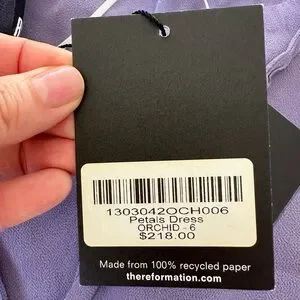 1303042OCH006
Petals Dress
ORCHID - 6
$218.00
Made from 100% recycled paper
thereformation.com